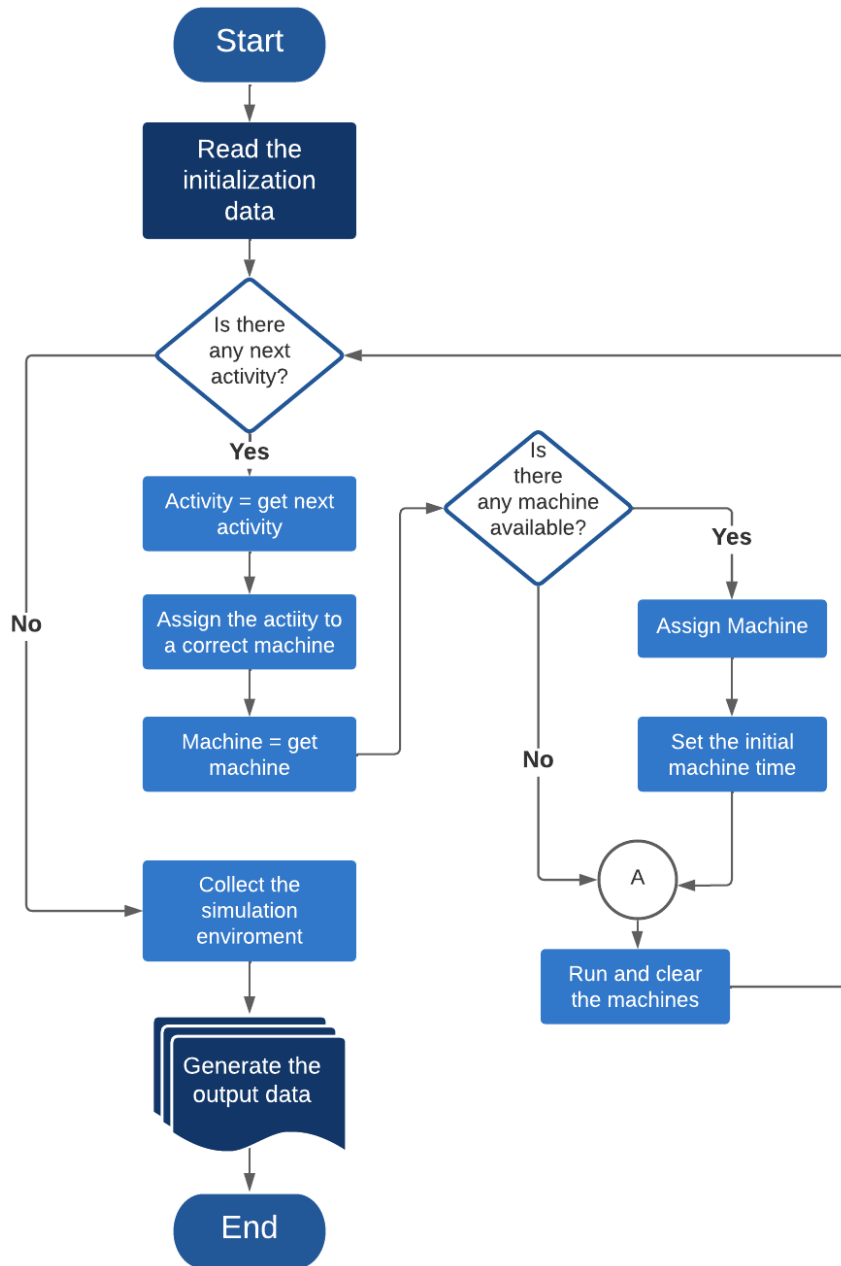 Start
Read the
initialization
data
Is there
any next
activity?
Yes
Activity = get next
activity
Assign the actiity to
a correct machine
Machine = get
machine
Is
there
any machine
available?
Yes
Assign Machine
Set the initial
machine time
No
A
Run and clear
the machines
No
Collect the
simulation
enviroment
Generate the
output data
End